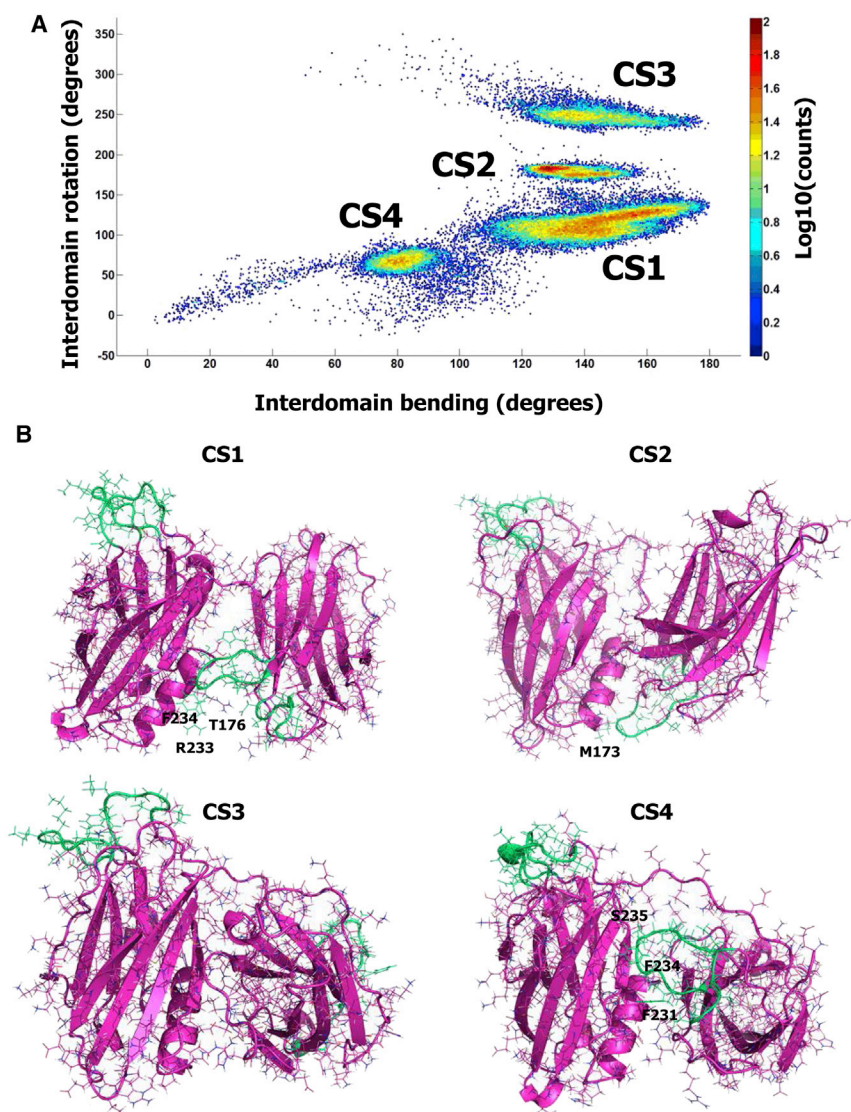 A
Interdomain rotation (degrees)
350
300
250
200
150
100
50
0
-50
0 20 40 60 80 100 120 140 160 180
Interdomain bending (degrees)
CS3
CS2
CS4
CS1
2
1.8
1.6
1.4
1.2
1
0.8
0.6
0.4
0.2
0
Log10(counts)
B
CS1
F234
T176
R233
CS2
M173
CS3
CS4
S235
F234
F231